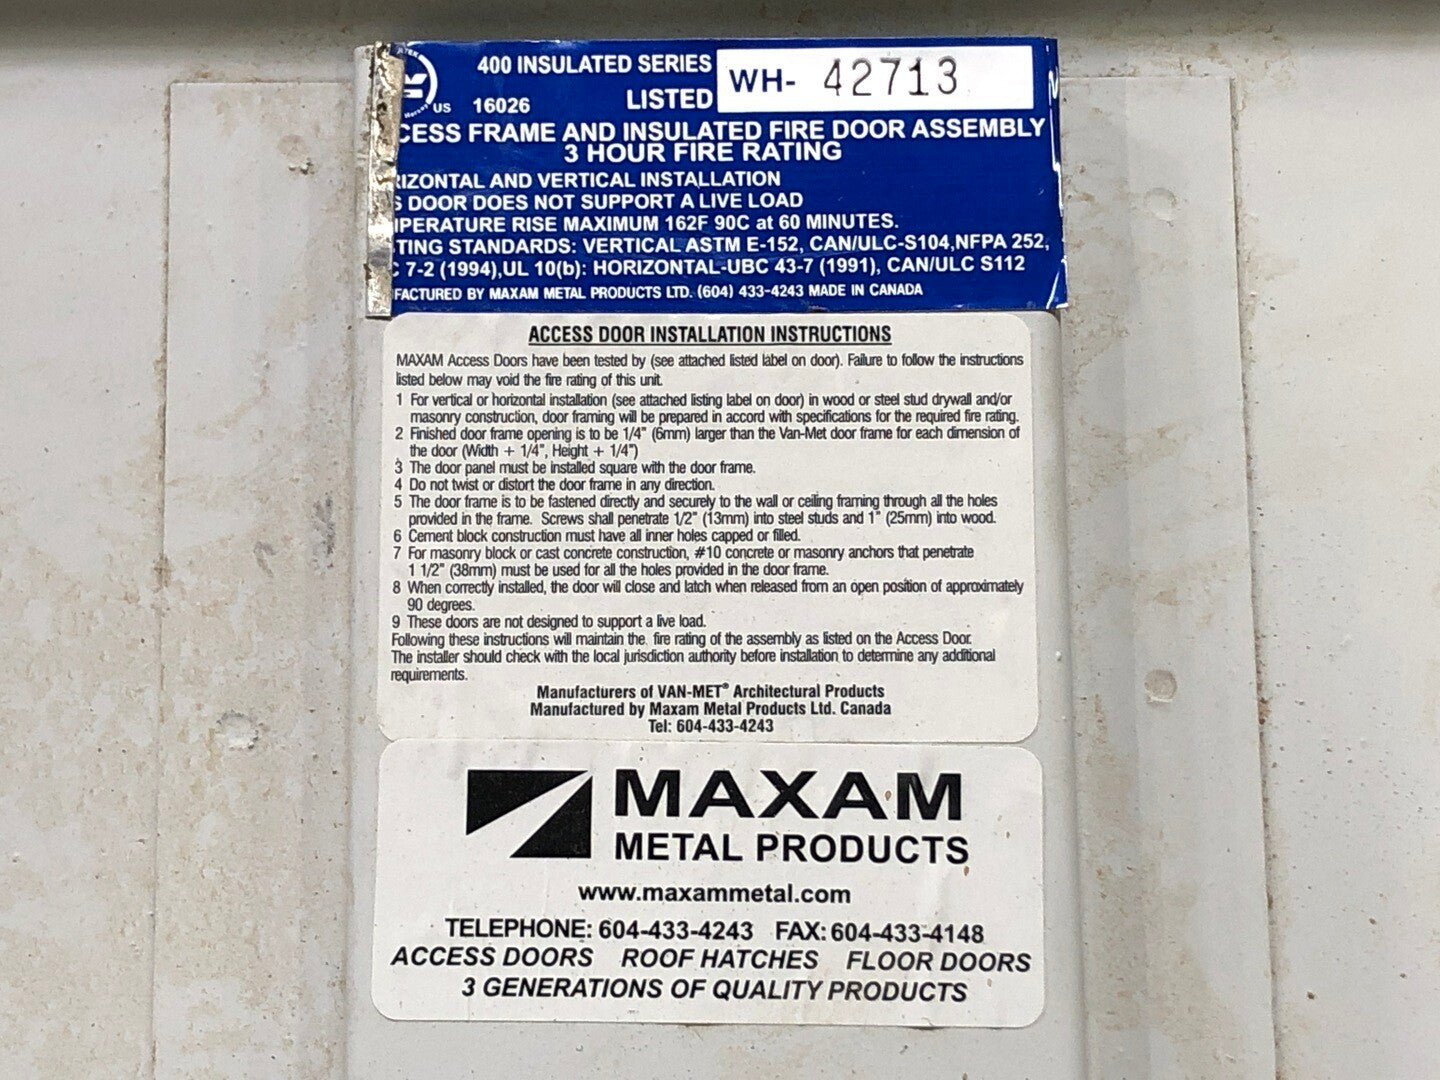 400 INSULATED SERIES
WH- 42713
US 16026 LISTED
CESS FRAME AND INSULATED FIRE DOOR ASSEMBLY
3 HOUR FIRE RATING
RIZONTAL AND VERTICAL INSTALLATION
S DOOR DOES NOT SUPPORT A LIVE LOAD
MPERATURE RISE MAXIMUM 162F 90C at 60 MINUTES.
TING STANDARDS: VERTICAL ASTM E-152, CAN/ULC-S104,NFPA 252,
C 7-2 (1994),UL 10(b): HORIZONTAL-UBC 43-7 (1991), CAN/ULC S112
FACTURED BY MAXAM METAL PRODUCTS LTD. (604) 433-4243 MADE IN CANADA
ACCESS DOOR INSTALLATION INSTRUCTIONS
MAXAM Access Doors have been tested by (see attached listed label on door). Failure to follow the instructions
listed below may void the fire rating of this unit.
1 For vertical or horizontal installation (see attached listing label on door) in wood or steel stud drywall and/or
masonry construction, door framing will be prepared in accord with specifications for the required fire rating.
2 Finished door frame opening is to be 1/4" (6mm) larger than the Van-Met door frame for each dimension of
the door (Width + 1/4", Height + 1/4")
3 The door panel must be installed square with the door frame.
4 Do not twist or distort the door frame in any direction.
5 The door frame is to be fastened directly and securely to the wall or ceiling framing through all the holes
provided in the frame. Screws shall penetrate 1/2" (13mm) into steel studs and 1" (25mm) into wood.
6 Cement block construction must have all inner holes capped or filled.
7 For masonry block or cast concrete construction, #10 concrete or masonry anchors that penetrate
1 1/2" (38mm) must be used for all the holes provided in the door frame.
8 When correctly installed, the door will close and latch when released from an open position of approximately
90 degrees.
9 These doors are not designed to support a live load.
Following these instructions will maintain the. fire rating of the assembly as listed on the Access Door.
The installer should check with the local jurisdiction authority before installation to determine any additional
requirements.
Manufacturers of VAN-MET® Architectural Products
Manufactured by Maxam Metal Products Ltd. Canada
Tel: 604-433-4243
MAXAM
METAL PRODUCTS
www.maxammetal.com
TELEPHONE: 604-433-4243 FAX: 604-433-4148
ACCESS DOORS ROOF HATCHES FLOOR DOORS
3 GENERATIONS OF QUALITY PRODUCTS